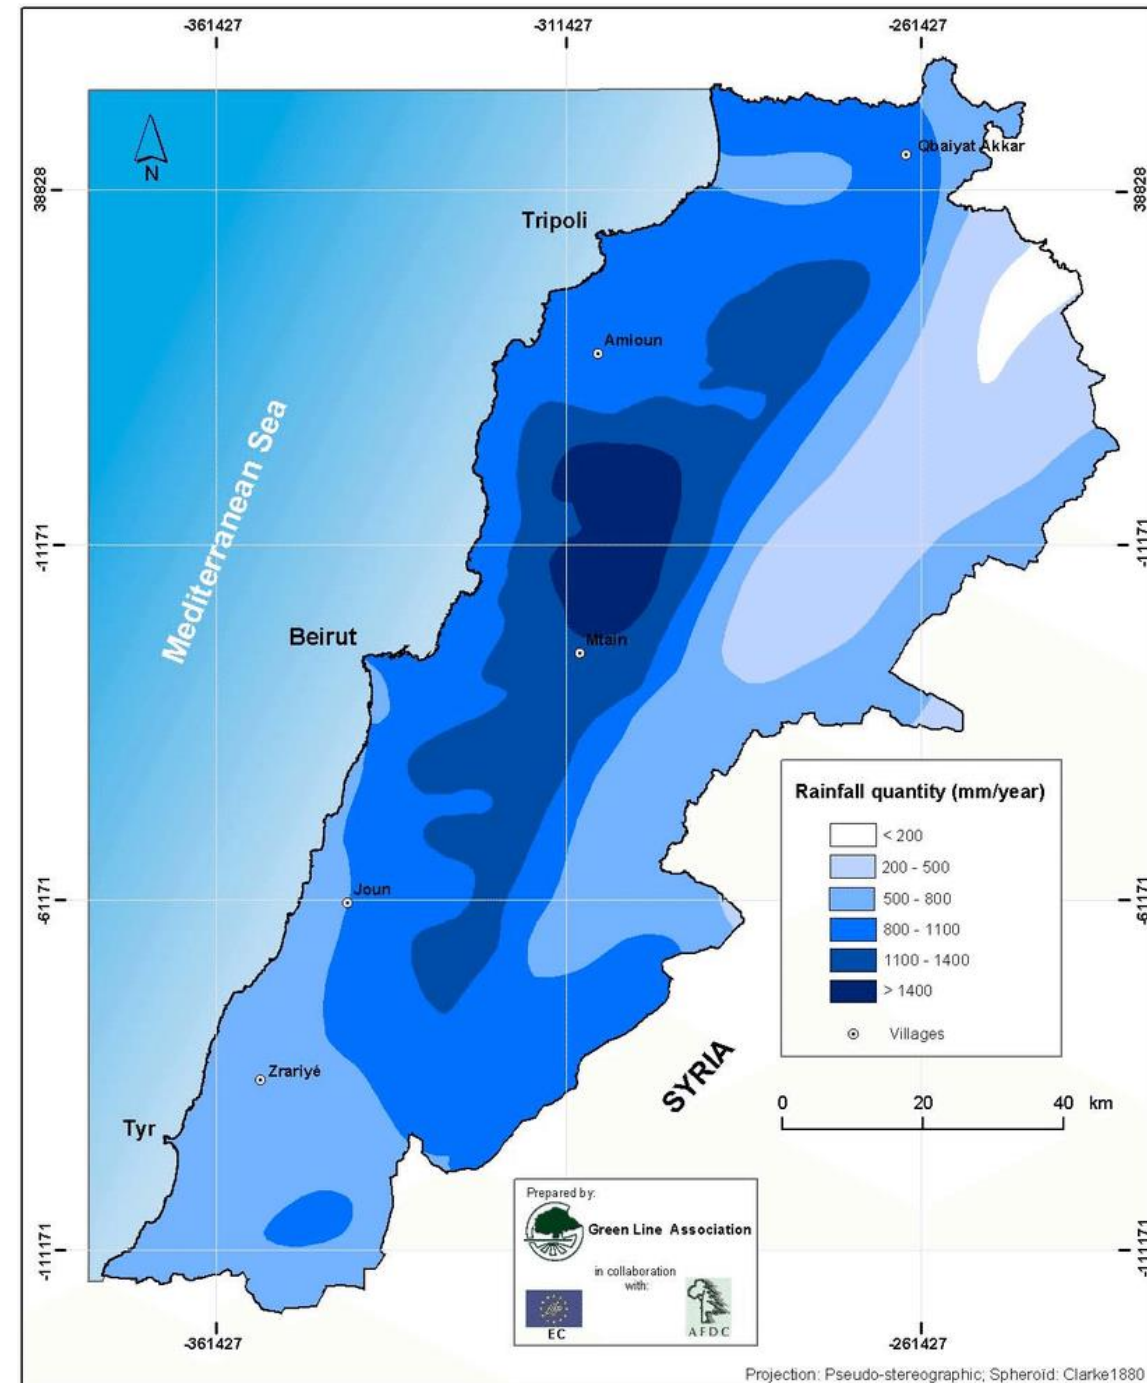 -361427
-311427
-261427
N
Qbaiyat Akkar
38828
38828
Tripoli
Amioun
Mediterranean Sea
-11171
-11171
Beirut
Mtain
Rainfall quantity (mm/year)
< 200
200 - 500
500 - 800
800 - 1100
1100 - 1400
> 1400
Villages
Joun
-61171
-61171
SYRIA
Zrariyé
0 20 40 km
Tyr
Prepared by:
Green Line Association
in collaboration
with:
EC
AFDC
-111171
-111171
-361427
-261427
Projection: Pseudo-stereographic; Spheroïd: Clarke1880